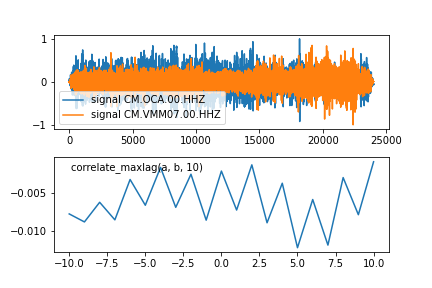 1
0
−1
signal CM.OCA.00.HHZ
signal CM.VMM07.00.HHZ
0 5000 10000 15000 20000 25000
correlate_maxlag(a, b, 10)
−0.005
−0.010
−10.0 −7.5 −5.0 −2.5 0.0 2.5 5.0 7.5 10.0